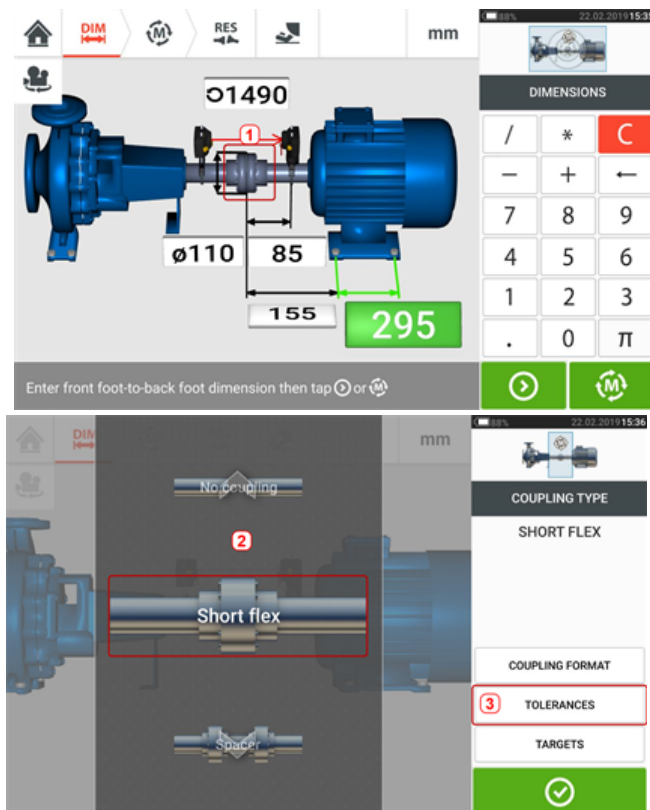 DIM
M
RES
mm
88%
22.02.2019 15:35
1490
1
ø110
85
155
295
Enter front foot-to-back foot dimension then tap or M
DIMENSIONS
/ * C
− + ←
7 8 9
4 5 6
1 2 3
. 0 π
M
DIM
mm
88%
22.02.2019 15:36
No coupling
2
Short flex
Spacer
COUPLING TYPE
SHORT FLEX
COUPLING FORMAT
3 TOLERANCES
TARGETS